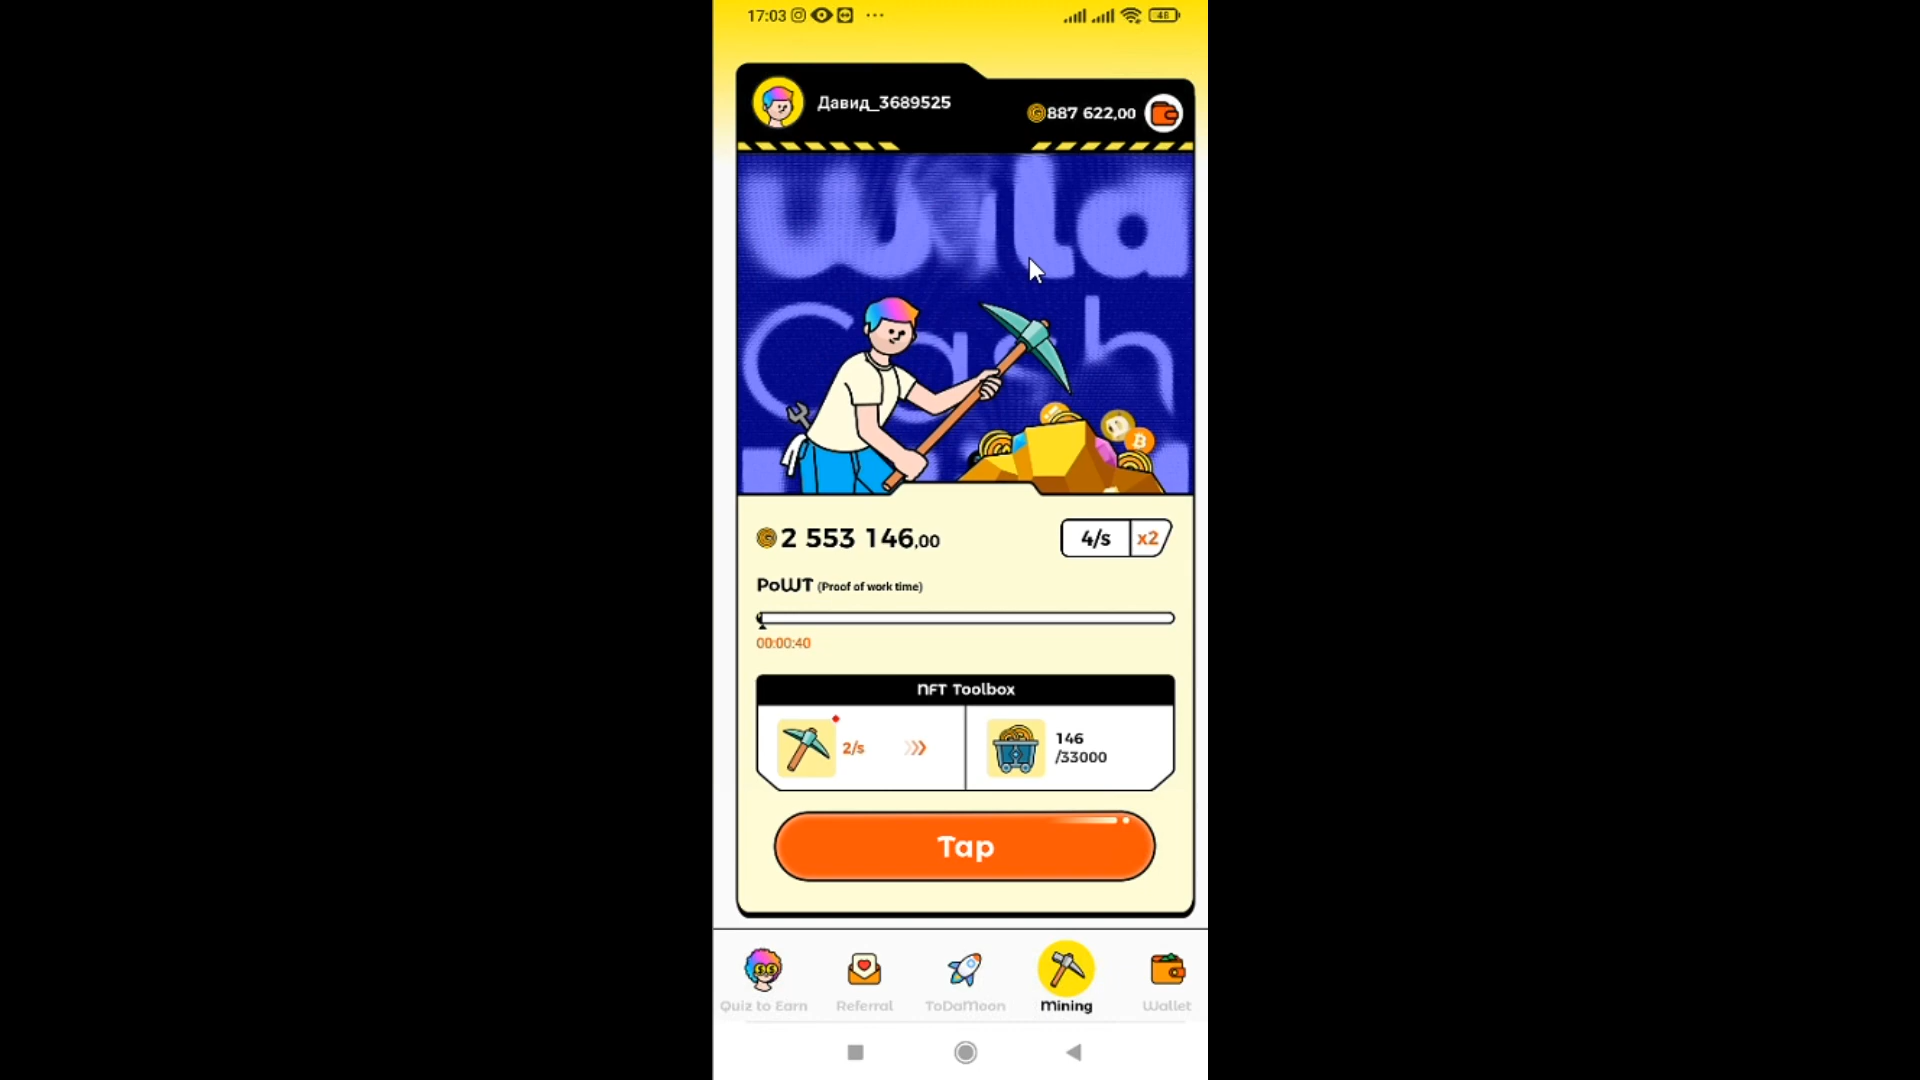 17:03
48
Давид_3689525
887 622,00
Wild
Cash
2 553 146,00
4/s x2
PoWT (Proof of work time)
00:00:40
NFT Toolbox
2/s
146
/33000
Tap
Quiz to Earn
Referral
ToDaMoon
Mining
Wallet